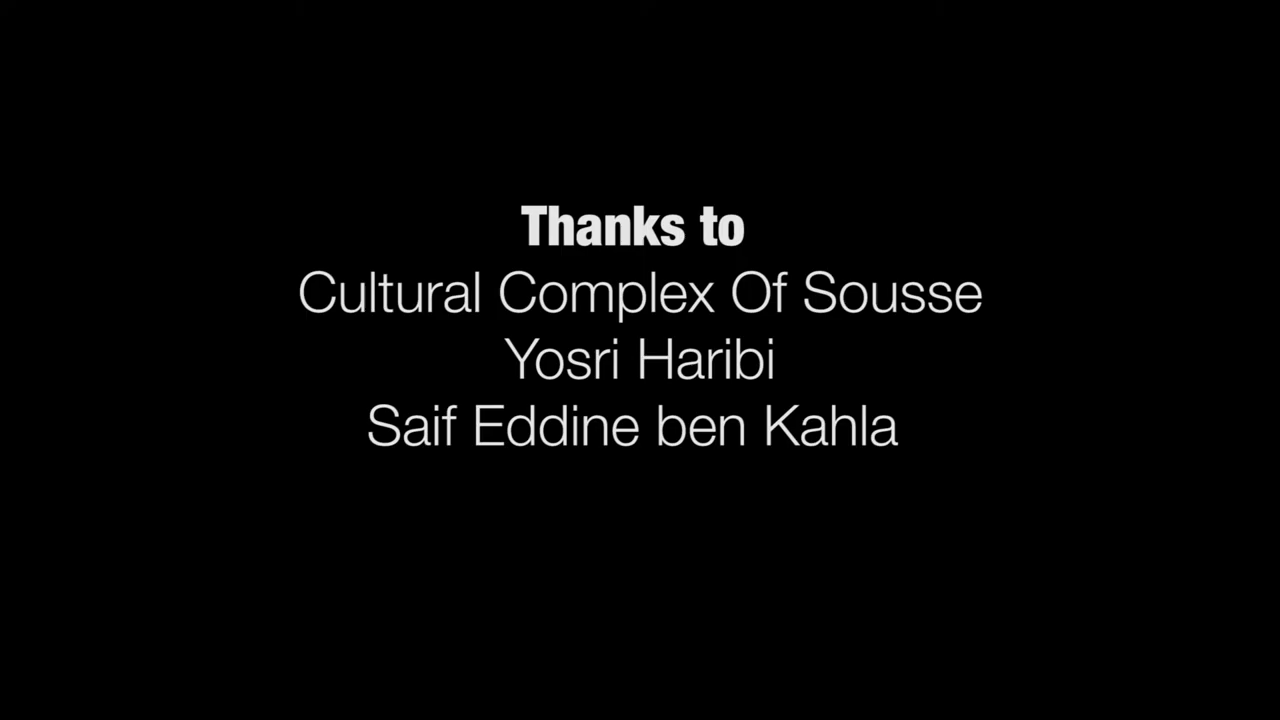 Thanks to
Cultural Complex Of Sousse
Yosri Haribi
Saif Eddine ben Kahla